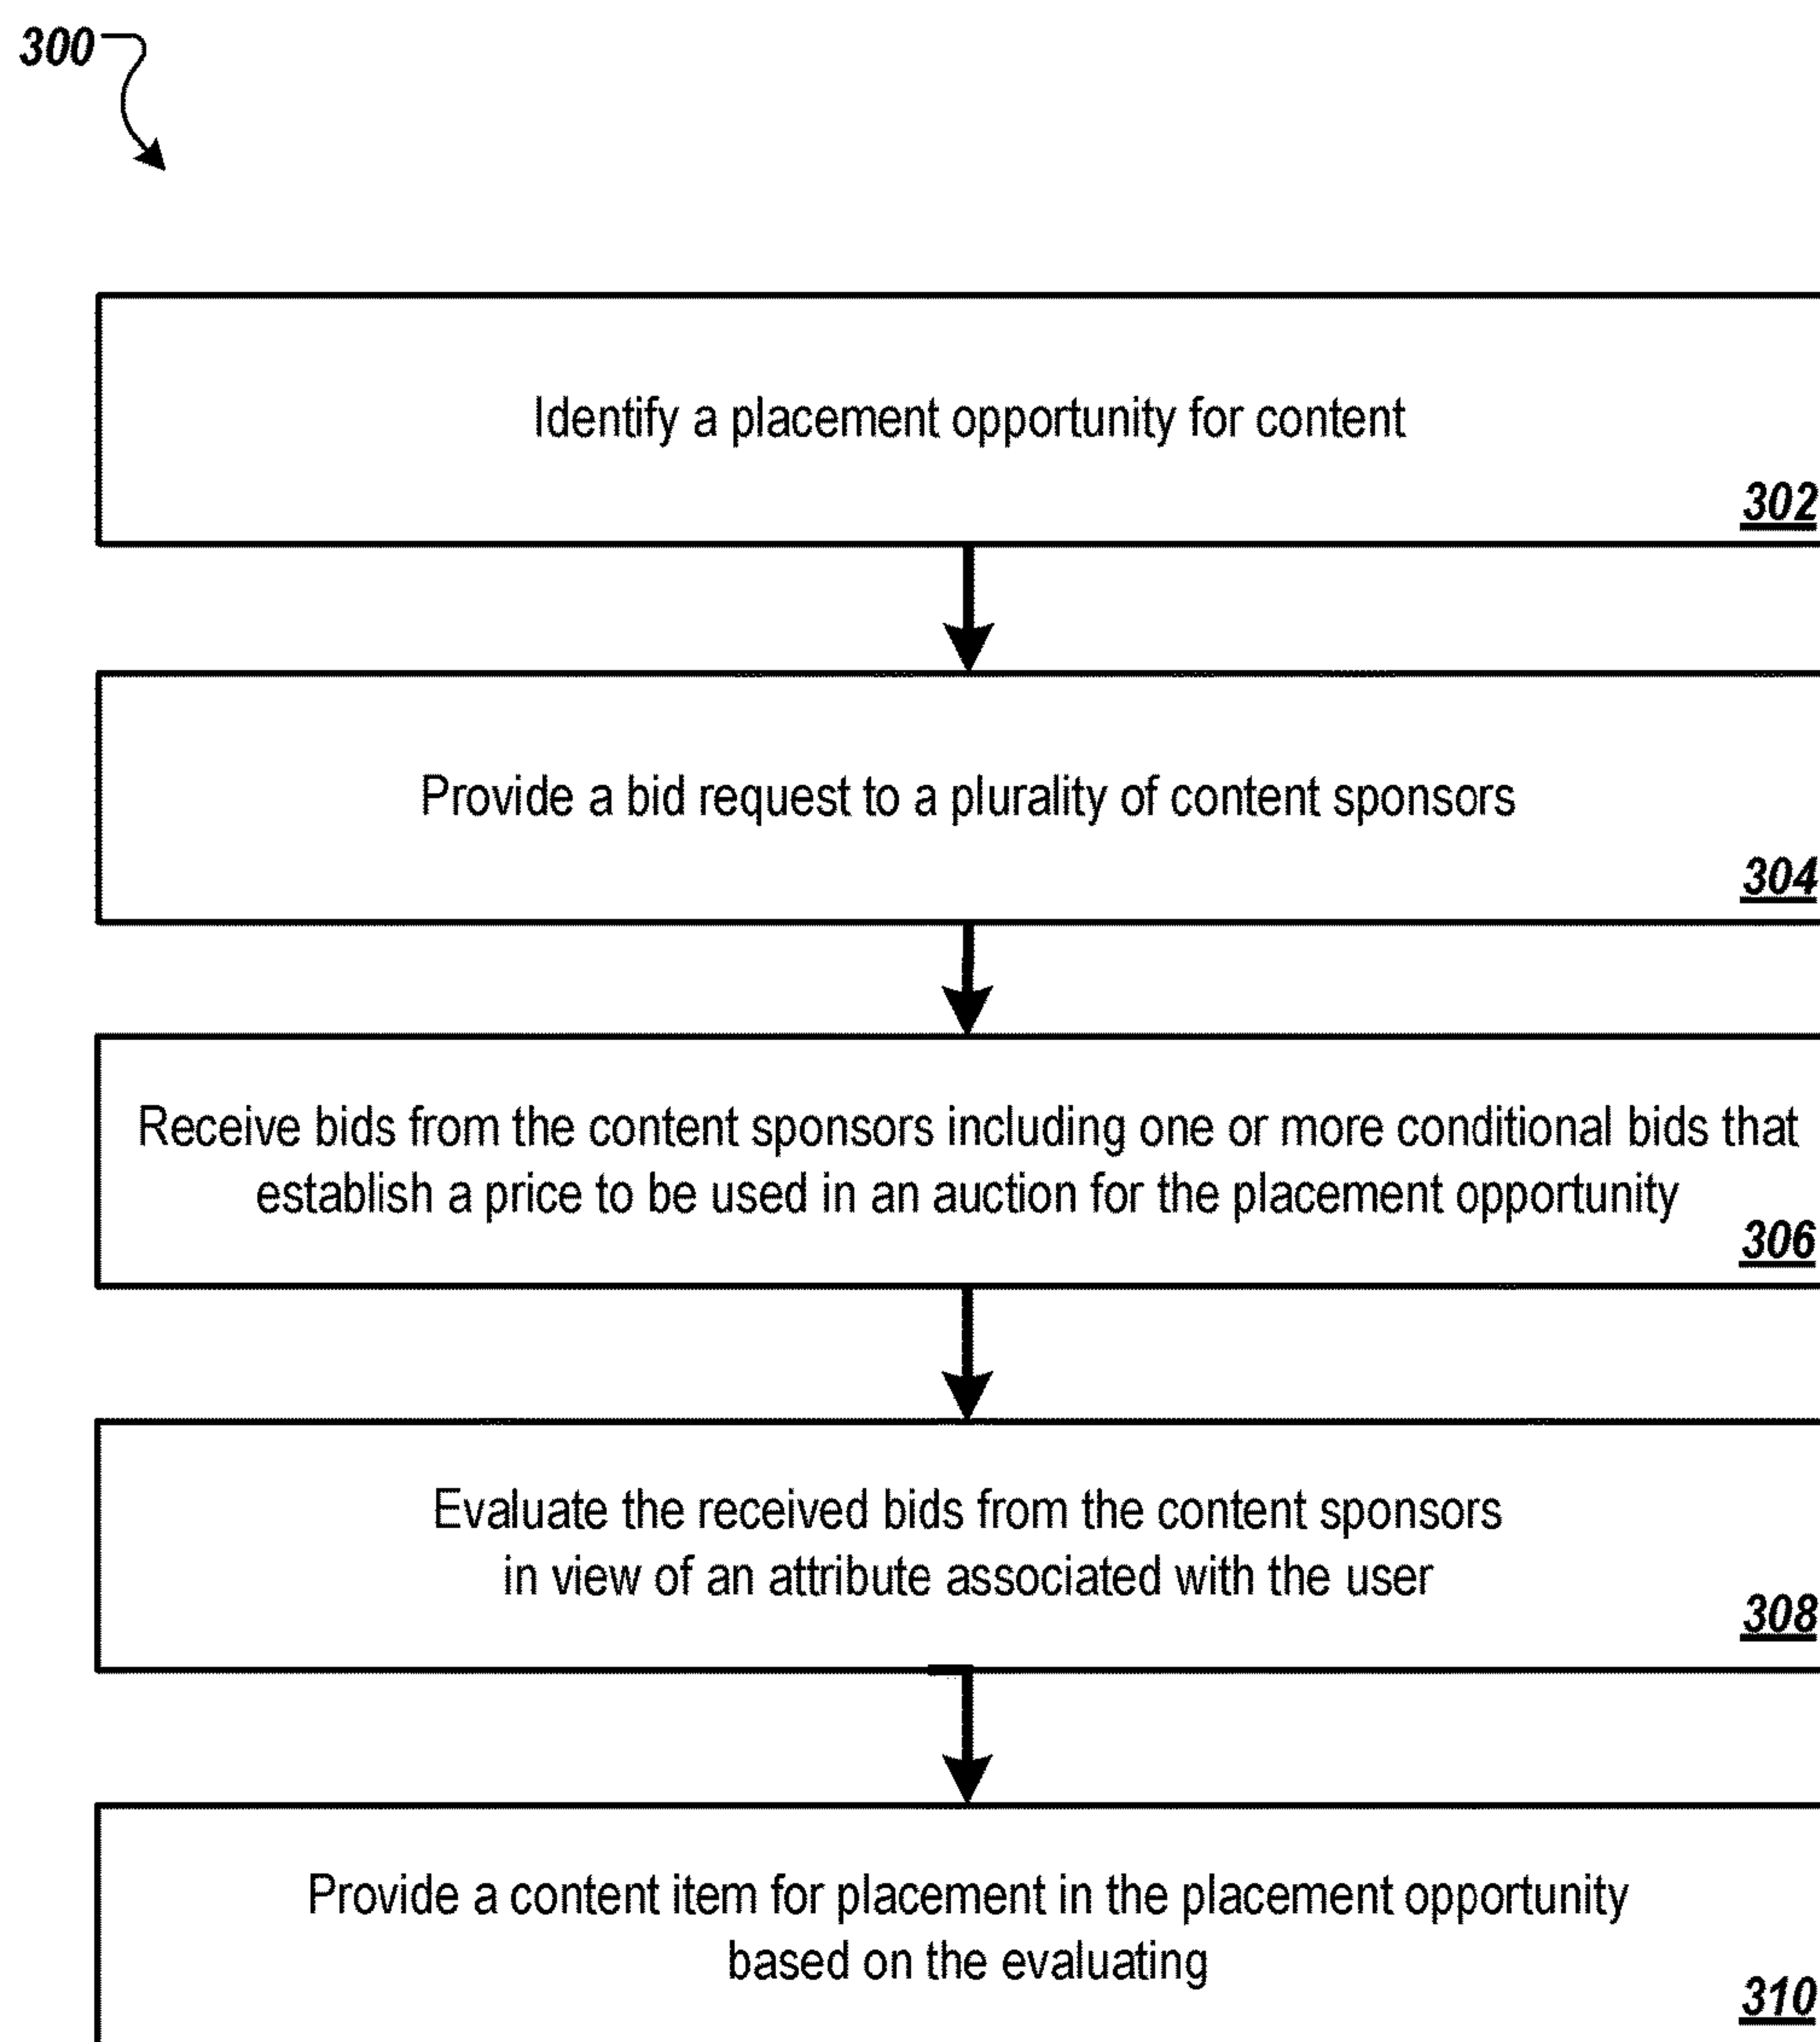 300
Identify a placement opportunity for content
302
Provide a bid request to a plurality of content sponsors
304
Receive bids from the content sponsors including one or more conditional bids that
establish a price to be used in an auction for the placement opportunity
306
Evaluate the received bids from the content sponsors
in view of an attribute associated with the user
308
Provide a content item for placement in the placement opportunity
based on the evaluating
310